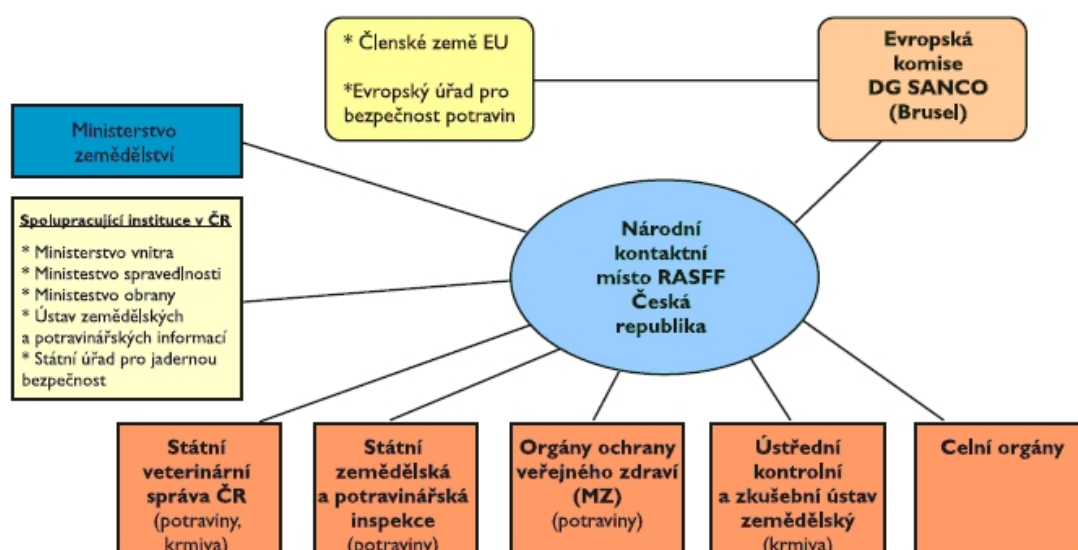 * Členské země EU
*Evropský úřad pro
bezpečnost potravin
Evropská
komise
DG SANCO
(Brusel)
Ministerstvo
zemědělství
Spolupracující instituce v ČR
* Ministerstvo vnitra
* Ministestvo spravedlnosti
* Ministestvo obrany
* Ústav zemědělských
a potravinářských informací
* Státní úřad pro jadernou
bezpečnost
Národní
kontaktní
místo RASFF
Česká
republika
Státní
veterinární
správa ČR
(potraviny,
krmiva)
Státní
zemědělská
a potravinářská
inspekce
(potraviny)
Orgány ochrany
veřejného zdraví
(MZ)
(potraviny)
Ústřední
kontrolní
a zkušební ústav
zemědělský
(krmiva)
Celní orgány